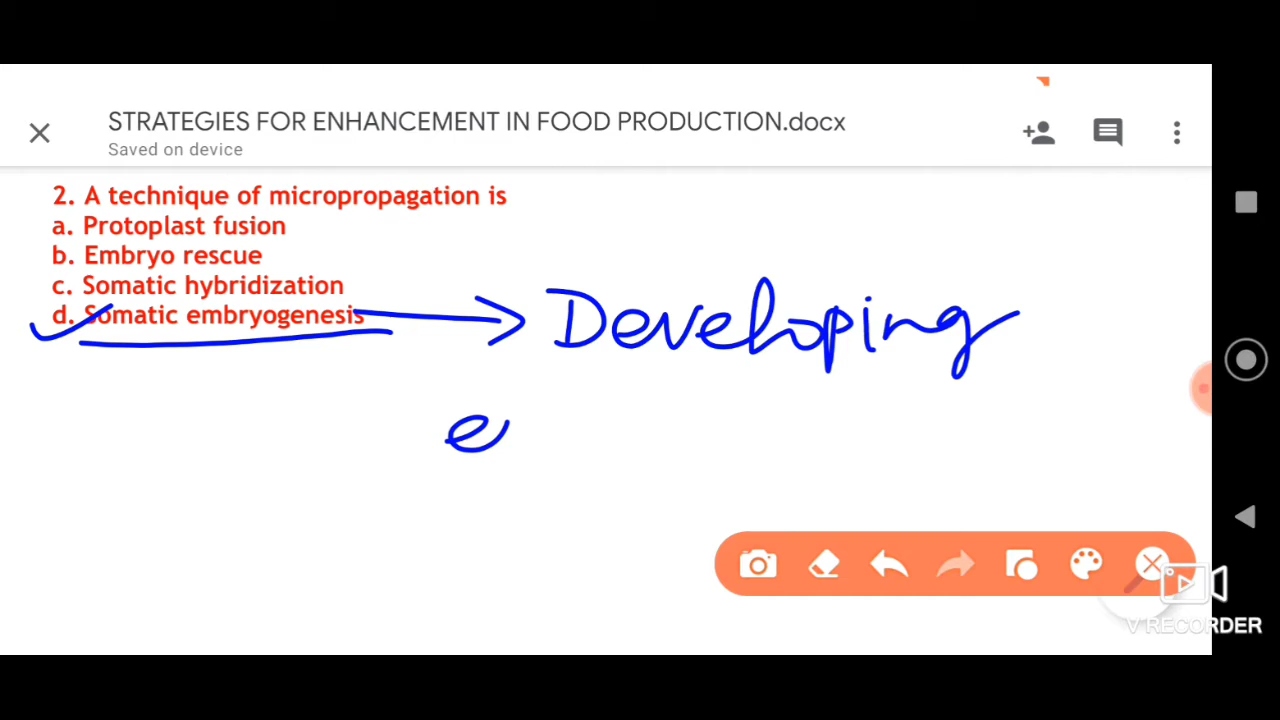 STRATEGIES FOR ENHANCEMENT IN FOOD PRODUCTION.docx
Saved on device
2. A technique of micropropagation is
a. Protoplast fusion
b. Embryo rescue
c. Somatic hybridization
d. Somatic embryogenesis
Developing
e
V RECORDER